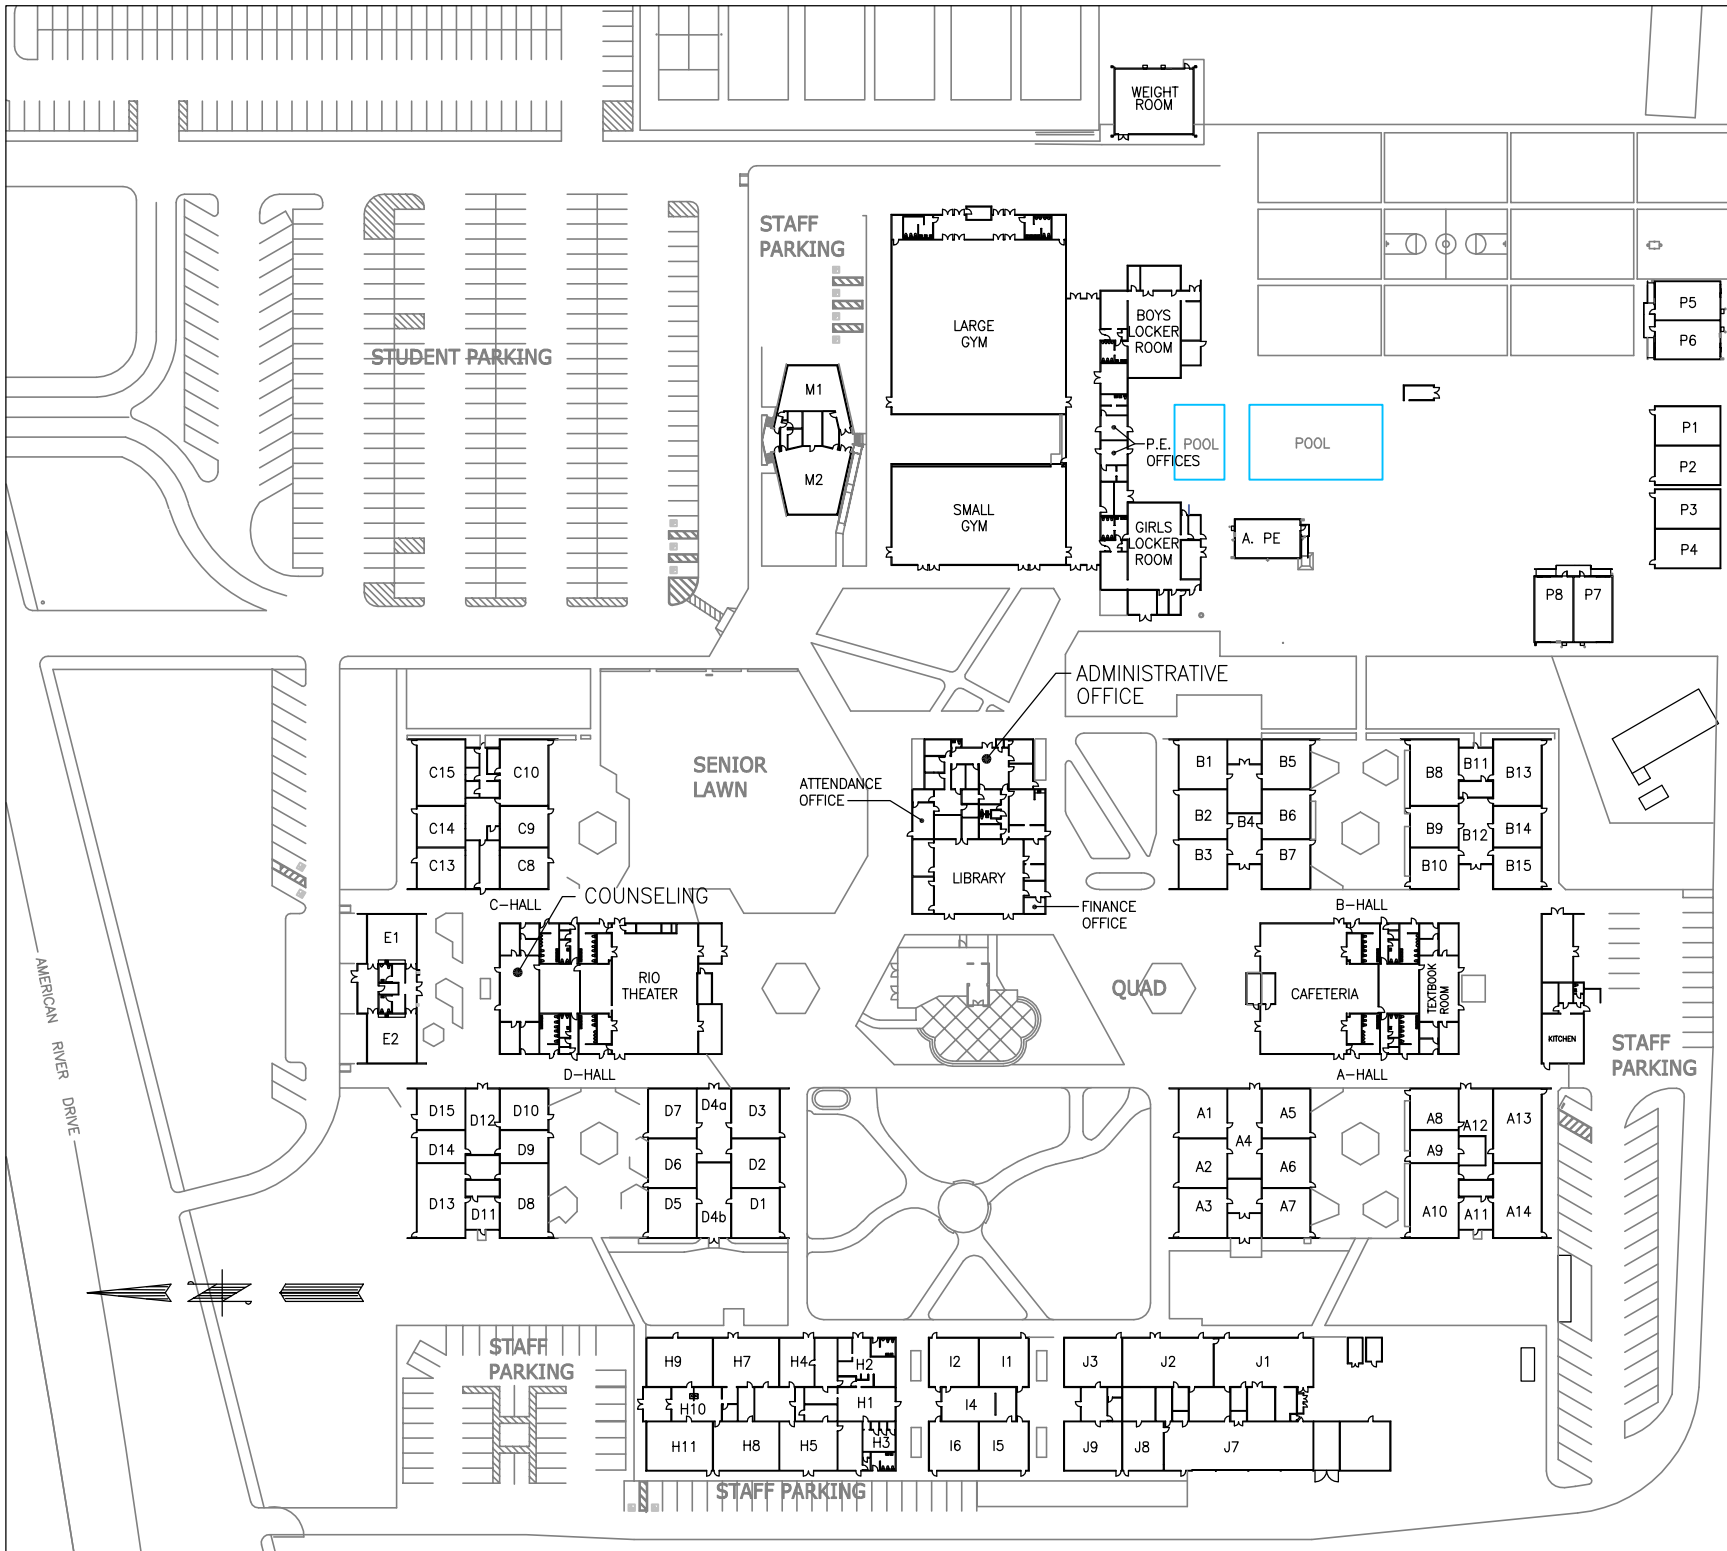 WEIGHT
ROOM
STAFF
PARKING
STUDENT PARKING
LARGE
GYM
BOYS
LOCKER
ROOM
P5
P6
M1
M2
P.E.
OFFICES
POOL
POOL
P1
P2
P3
P4
SMALL
GYM
GIRLS
LOCKER
ROOM
A. PE
P8
P7
ADMINISTRATIVE
OFFICE
SENIOR
LAWN
ATTENDANCE
OFFICE
LIBRARY
FINANCE
OFFICE
C15
C10
C14
C9
C13
C8
C-HALL
COUNSELING
B1
B5
B2
B6
B4
B3
B7
B8
B11
B13
B9
B12
B14
B10
B15
B-HALL
E1
E2
RIO
THEATER
QUAD
CAFETERIA
TEXTBOOK
ROOM
KITCHEN
STAFF
PARKING
AMERICAN RIVER DRIVE
D-HALL
A-HALL
D15
D12
D10
D14
D9
D13
D11
D8
D7
D4a
D3
D6
D2
D5
D4b
D1
A1
A5
A4
A2
A6
A3
A7
A8
A12
A13
A9
A10
A11
A14
N
STAFF
PARKING
H9
H7
H4
H2
H10
H1
H11
H8
H5
H3
I2
I1
I4
I6
I5
J3
J2
J1
J9
J8
J7
STAFF PARKING